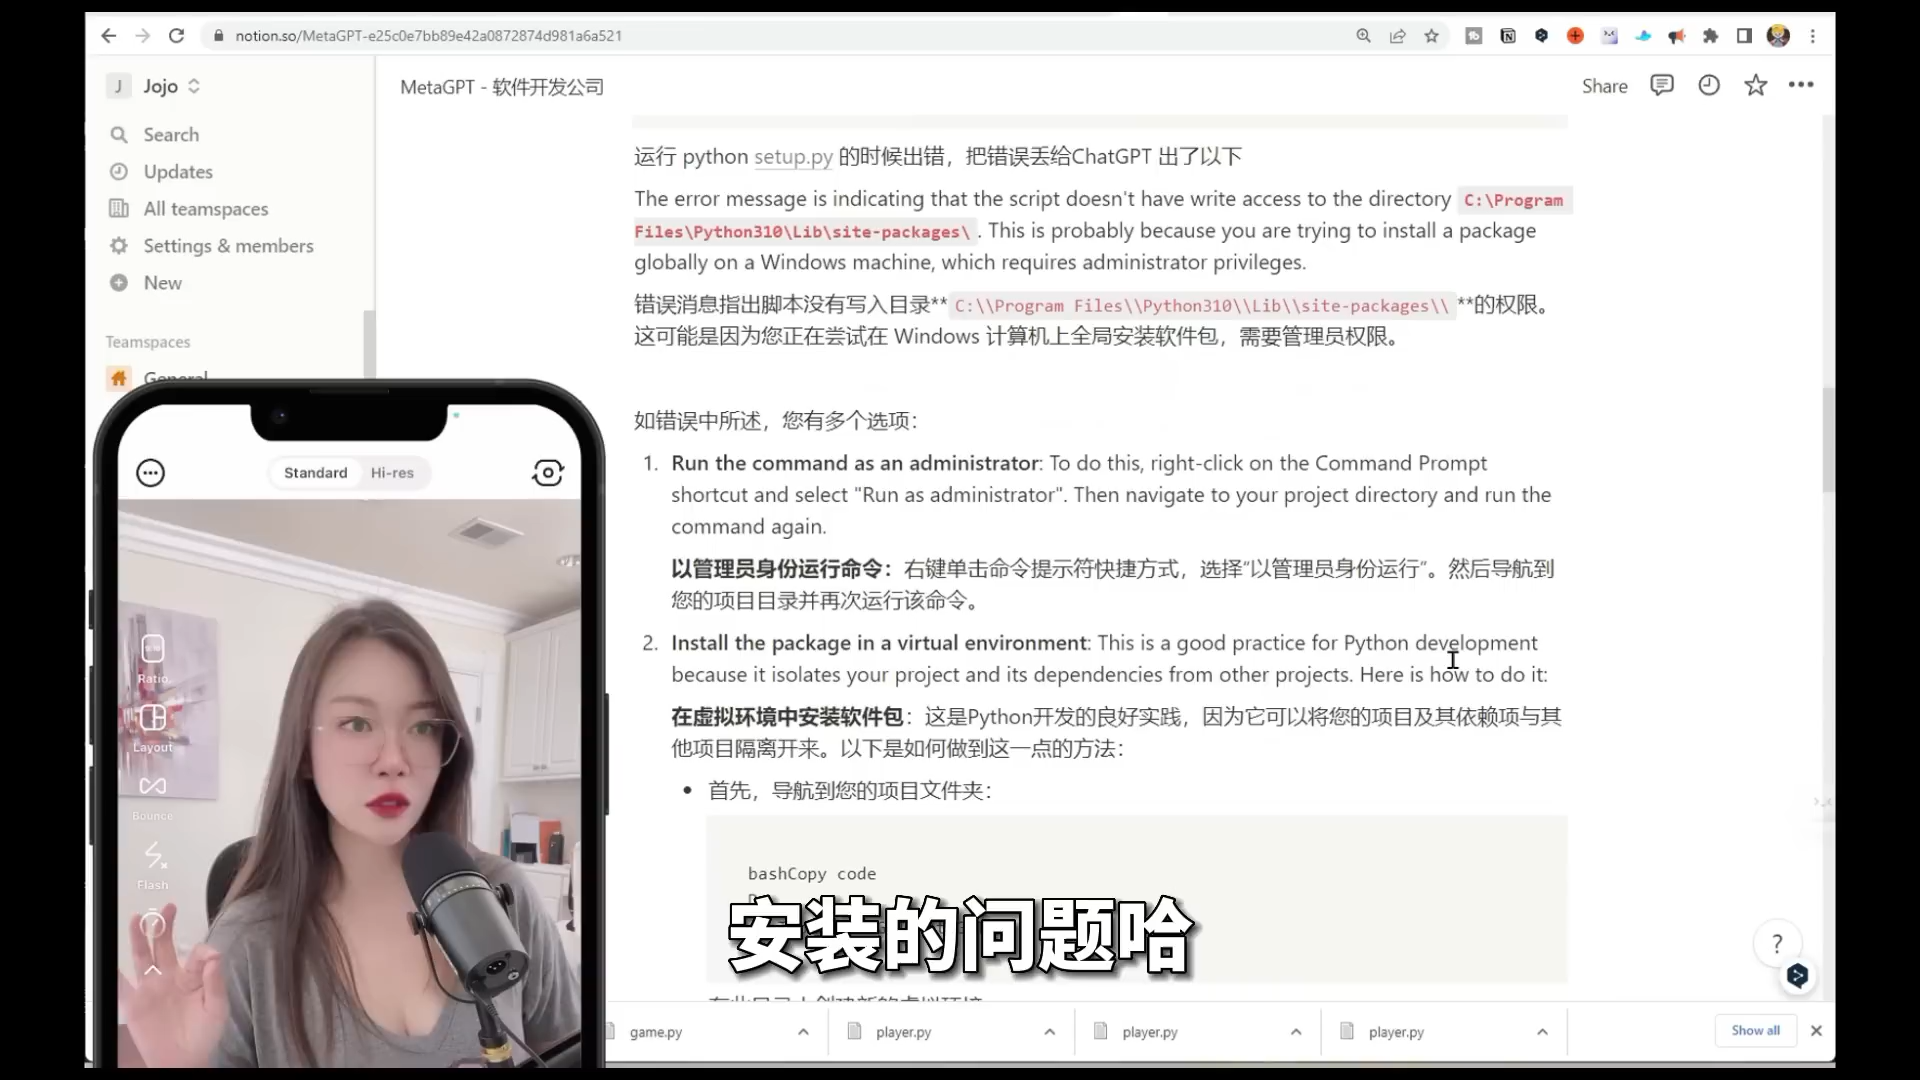 notion.so/MetaGPT-e25c0e7bb89e42a0872874d981a6a521
J Jojo
Search
Updates
All teamspaces
Settings & members
New
Teamspaces
General
MetaGPT - 软件开发公司
Share
运行 python setup.py 的时候出错，把错误丢给ChatGPT 出了以下
The error message is indicating that the script doesn't have write access to the directory C:\Program
Files\Python310\Lib\site-packages\ . This is probably because you are trying to install a package
globally on a Windows machine, which requires administrator privileges.
错误消息指出脚本没有写入目录** C:\\Program Files\\Python310\\Lib\\site-packages\\ **的权限。
这可能是因为您正在尝试在 Windows 计算机上全局安装软件包，需要管理员权限。
如错误中所述，您有多个选项：
1. Run the command as an administrator: To do this, right-click on the Command Prompt
shortcut and select "Run as administrator". Then navigate to your project directory and run the
command again.
以管理员身份运行命令：右键单击命令提示符快捷方式，选择“以管理员身份运行”。然后导航到
您的项目目录并再次运行该命令。
2. Install the package in a virtual environment: This is a good practice for Python development
because it isolates your project and its dependencies from other projects. Here is how to do it:
在虚拟环境中安装软件包：这是Python开发的良好实践，因为它可以将您的项目及其依赖项与其
他项目隔离开来。以下是如何做到这一点的方法：
• 首先，导航到您的项目文件夹：
bashCopy code
Standard Hi-res
Ratio
Layout
Bounce
Flash
安装的问题哈
?
game.py
player.py
player.py
player.py
Show all